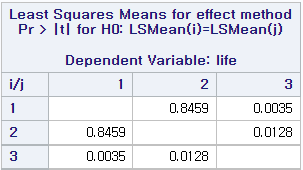 Least Squares Means for effect method
Pr > |t| for H0: LSMean(i)=LSMean(j)
Dependent Variable: life
i/j 1 2 3
1 0.8459 0.0035
2 0.8459 0.0128
3 0.0035 0.0128